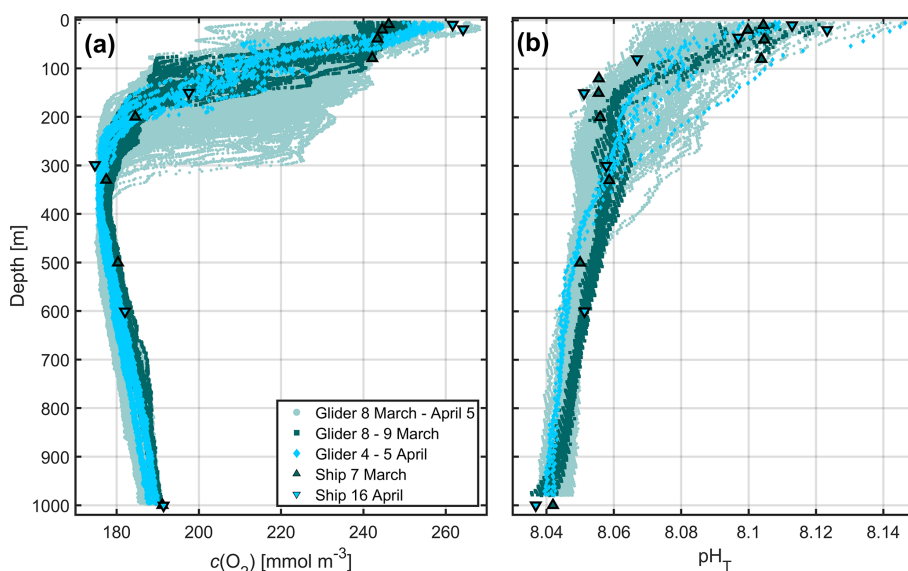 (a)
(b)
0
100
200
300
400
500
600
700
800
900
1000
Depth [m]
Glider 8 March - April 5
Glider 8 - 9 March
Glider 4 - 5 April
Ship 7 March
Ship 16 April
180 200 220 240 260
8.04 8.06 8.08 8.10 8.12 8.14
c(O₂) [mmol m⁻³]
pH_T